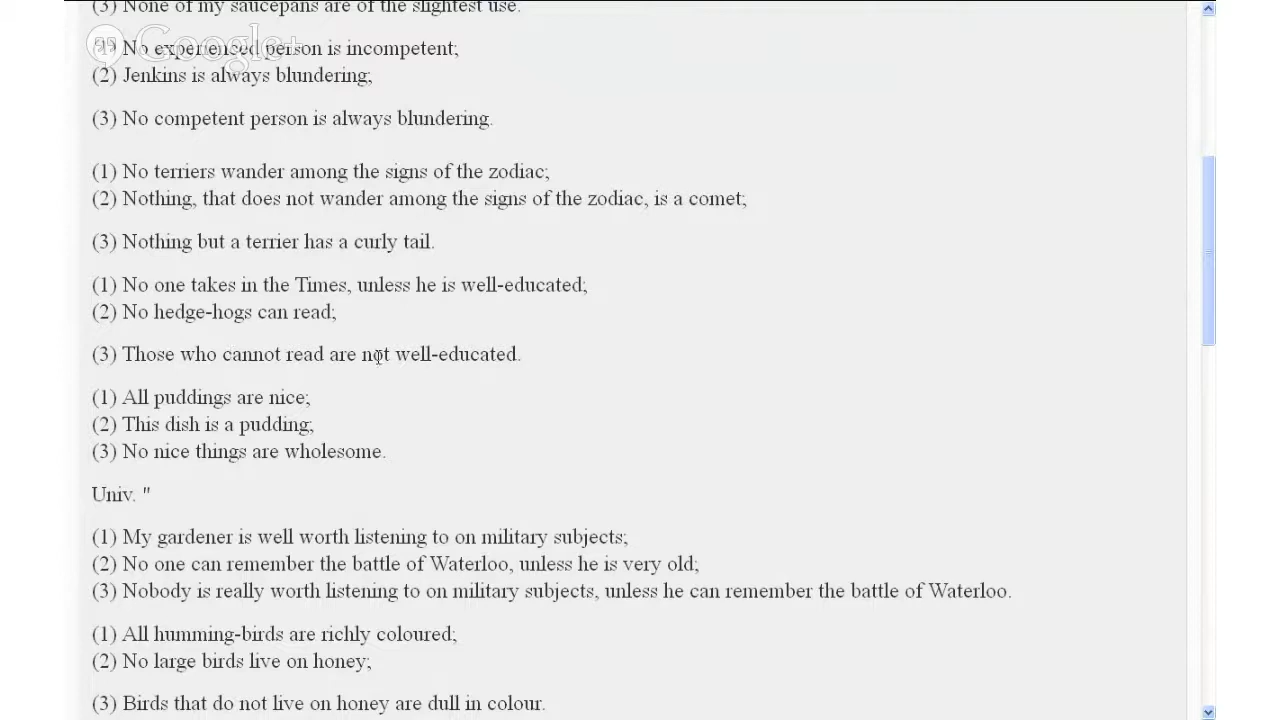 (3) None of my saucepans are of the slightest use.
Google+
(1) No experienced person is incompetent;
(2) Jenkins is always blundering;
(3) No competent person is always blundering.
(1) No terriers wander among the signs of the zodiac;
(2) Nothing, that does not wander among the signs of the zodiac, is a comet;
(3) Nothing but a terrier has a curly tail.
(1) No one takes in the Times, unless he is well-educated;
(2) No hedge-hogs can read;
(3) Those who cannot read are not well-educated.
(1) All puddings are nice;
(2) This dish is a pudding;
(3) No nice things are wholesome.
Univ. "
(1) My gardener is well worth listening to on military subjects;
(2) No one can remember the battle of Waterloo, unless he is very old;
(3) Nobody is really worth listening to on military subjects, unless he can remember the battle of Waterloo.
(1) All humming-birds are richly coloured;
(2) No large birds live on honey;
(3) Birds that do not live on honey are dull in colour.